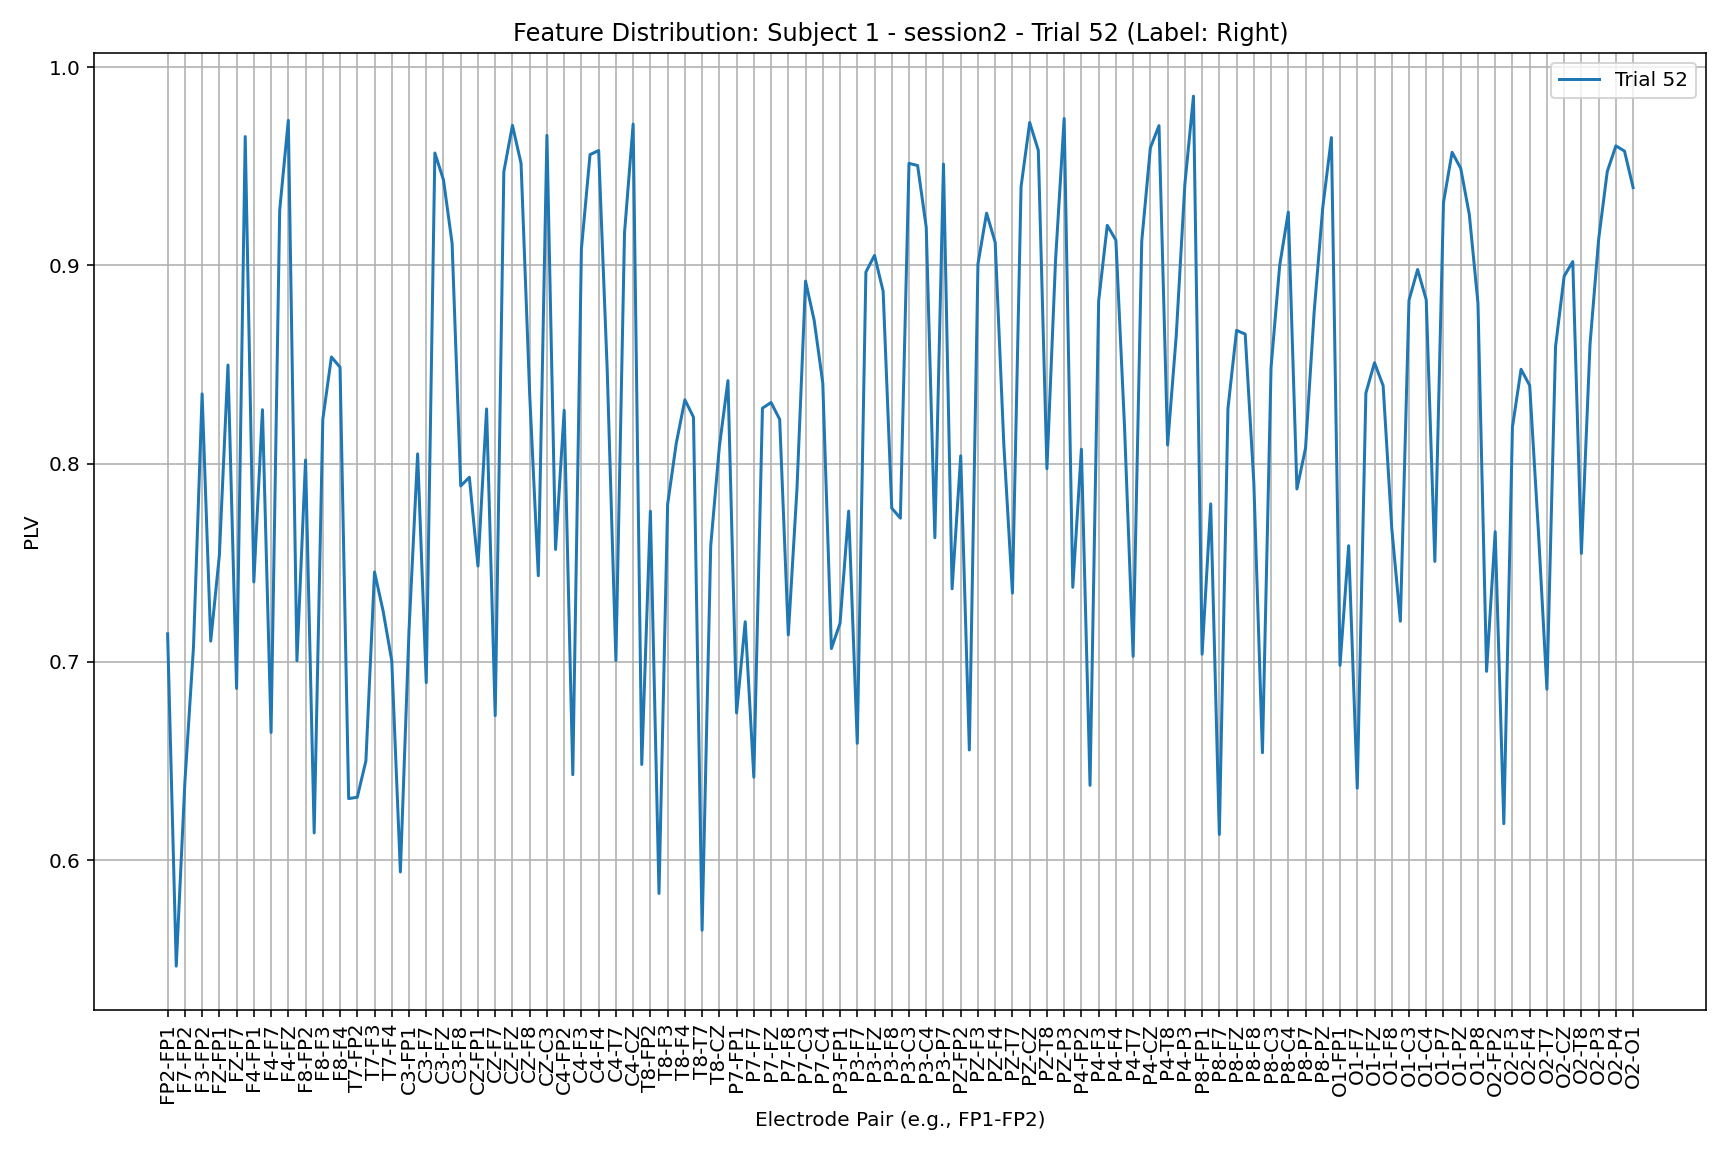 Feature Distribution: Subject 1 - session2 - Trial 52 (Label: Right)
Trial 52
1.0
0.9
0.8
0.7
0.6
PLV
FP2-FP1
F7-FP2
F3-FP2
FZ-FP1
FZ-F7
F4-FP1
F4-F7
F4-FZ
F8-FP2
F8-F3
F8-F4
T7-FP2
T7-F3
T7-F4
C3-FP1
C3-F7
C3-FZ
C3-F8
CZ-FP1
CZ-F7
CZ-FZ
CZ-F8
CZ-C3
C4-FP2
C4-F3
C4-F4
C4-T7
C4-CZ
T8-FP2
T8-F3
T8-F4
T8-T7
T8-CZ
P7-FP1
P7-F7
P7-FZ
P7-F8
P7-C3
P7-C4
P3-FP1
P3-F7
P3-FZ
P3-F8
P3-C3
P3-C4
P3-P7
PZ-FP2
PZ-F3
PZ-F4
PZ-T7
PZ-CZ
PZ-T8
PZ-P3
P4-FP2
P4-F3
P4-F4
P4-T7
P4-CZ
P4-T8
P4-P3
P8-FP1
P8-F7
P8-FZ
P8-F8
P8-C3
P8-C4
P8-P7
P8-PZ
O1-FP1
O1-F7
O1-FZ
O1-F8
O1-C3
O1-C4
O1-P7
O1-PZ
O1-P8
O2-FP2
O2-F3
O2-F4
O2-T7
O2-CZ
O2-T8
O2-P3
O2-P4
O2-O1
Electrode Pair (e.g., FP1-FP2)